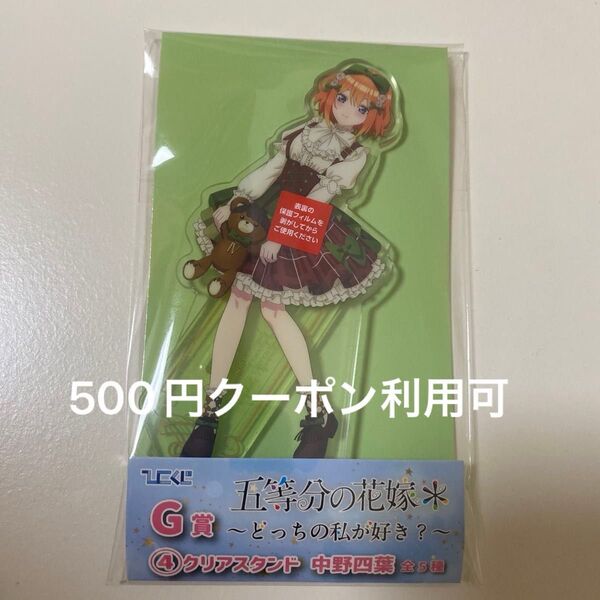 表裏の
保護フィルムを
剥がしてから
ご使用ください
500円クーポン利用可
ひくじ
五等分の花嫁＊
G賞
～どっちの私が好き？～
④クリアスタンド 中野四葉 全5種